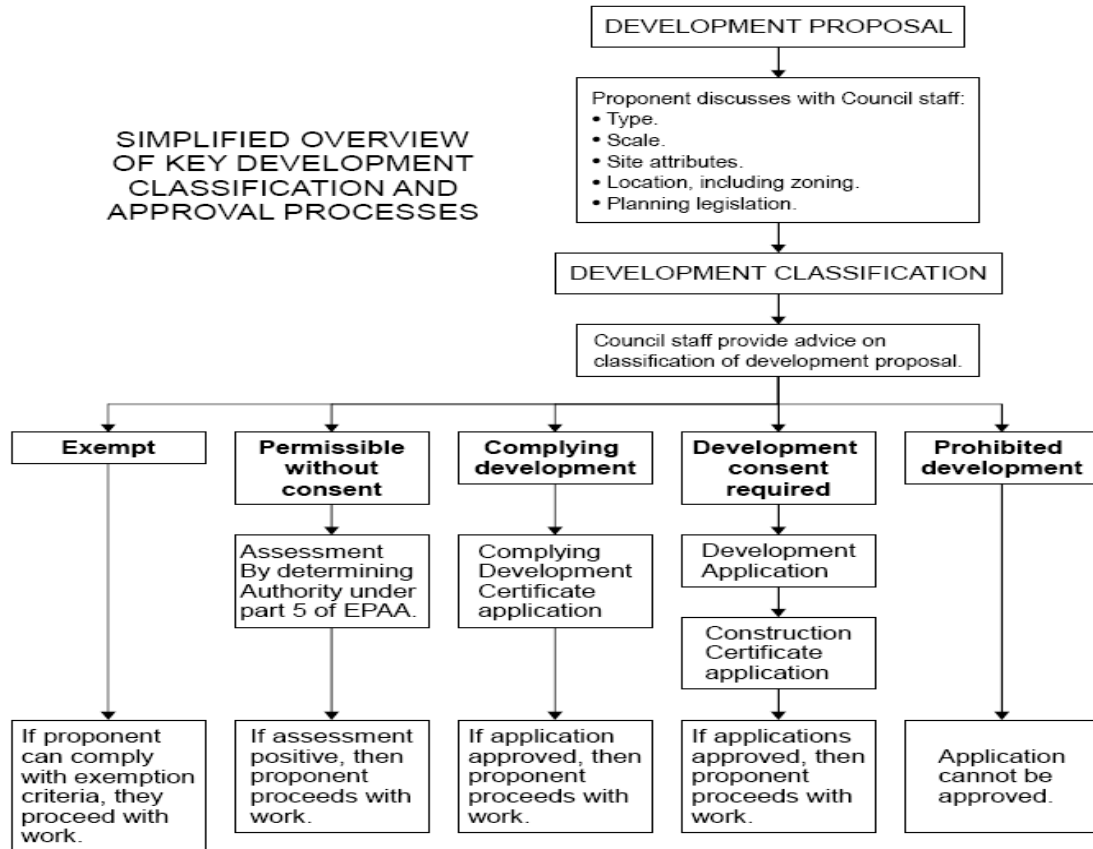 DEVELOPMENT PROPOSAL
Proponent discusses with Council staff:
• Type.
• Scale.
• Site attributes.
• Location, including zoning.
• Planning legislation.
SIMPLIFIED OVERVIEW
OF KEY DEVELOPMENT
CLASSIFICATION AND
APPROVAL PROCESSES
DEVELOPMENT CLASSIFICATION
Council staff provide advice on
classification of development proposal.
Exempt
Permissible
without
consent
Complying
development
Development
consent
required
Prohibited
development
Assessment
By determining
Authority under
part 5 of EPAA.
Complying
Development
Certificate
application
Development
Application
Construction
Certificate
application
If proponent
can comply
with exemption
criteria, they
proceed with
work.
If assessment
positive, then
proponent
proceeds with
work.
If application
approved, then
proponent
proceeds with
work.
If applications
approved, then
proponent
proceeds with
work.
Application
cannot be
approved.